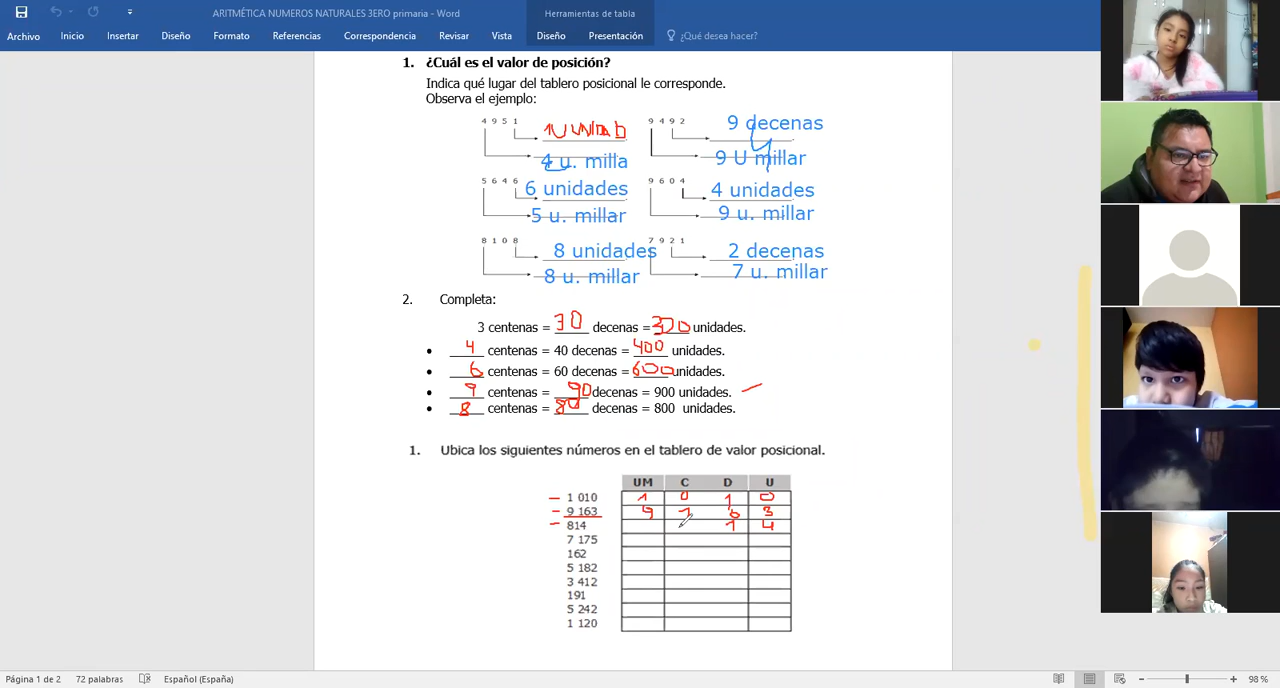 ARITMÉTICA NUMEROS NATURALES 3ERO primaria - Word
Herramientas de tabla
Archivo Inicio Insertar Diseño Formato Referencias Correspondencia Revisar Vista Diseño Presentación ¿Qué desea hacer?
1. ¿Cuál es el valor de posición?
Indica qué lugar del tablero posicional le corresponde.
Observa el ejemplo:
4 9 5 1 1U UNIDAD 9 4 9 2 9 decenas
4 u. milla 9 U millar
5 6 4 6 6 unidades 9 6 0 4 4 unidades
5 u. millar 9 u. millar
8 1 0 8 8 unidades 7 9 2 1 2 decenas
8 u. millar 7 u. millar
2. Completa:
3 centenas = 30 decenas = 300 unidades.
• 4 centenas = 40 decenas = 400 unidades.
• 6 centenas = 60 decenas = 600 unidades.
• 9 centenas = 90 decenas = 900 unidades.
• 8 centenas = 80 decenas = 800 unidades.
1. Ubica los siguientes números en el tablero de valor posicional.
UM C D U
1 010 1 0 1 0
9 163 9 1 6 3
814 1 4
7 175
162
5 182
3 412
191
5 242
1 120
Página 1 de 2 72 palabras Español (España) 98 %